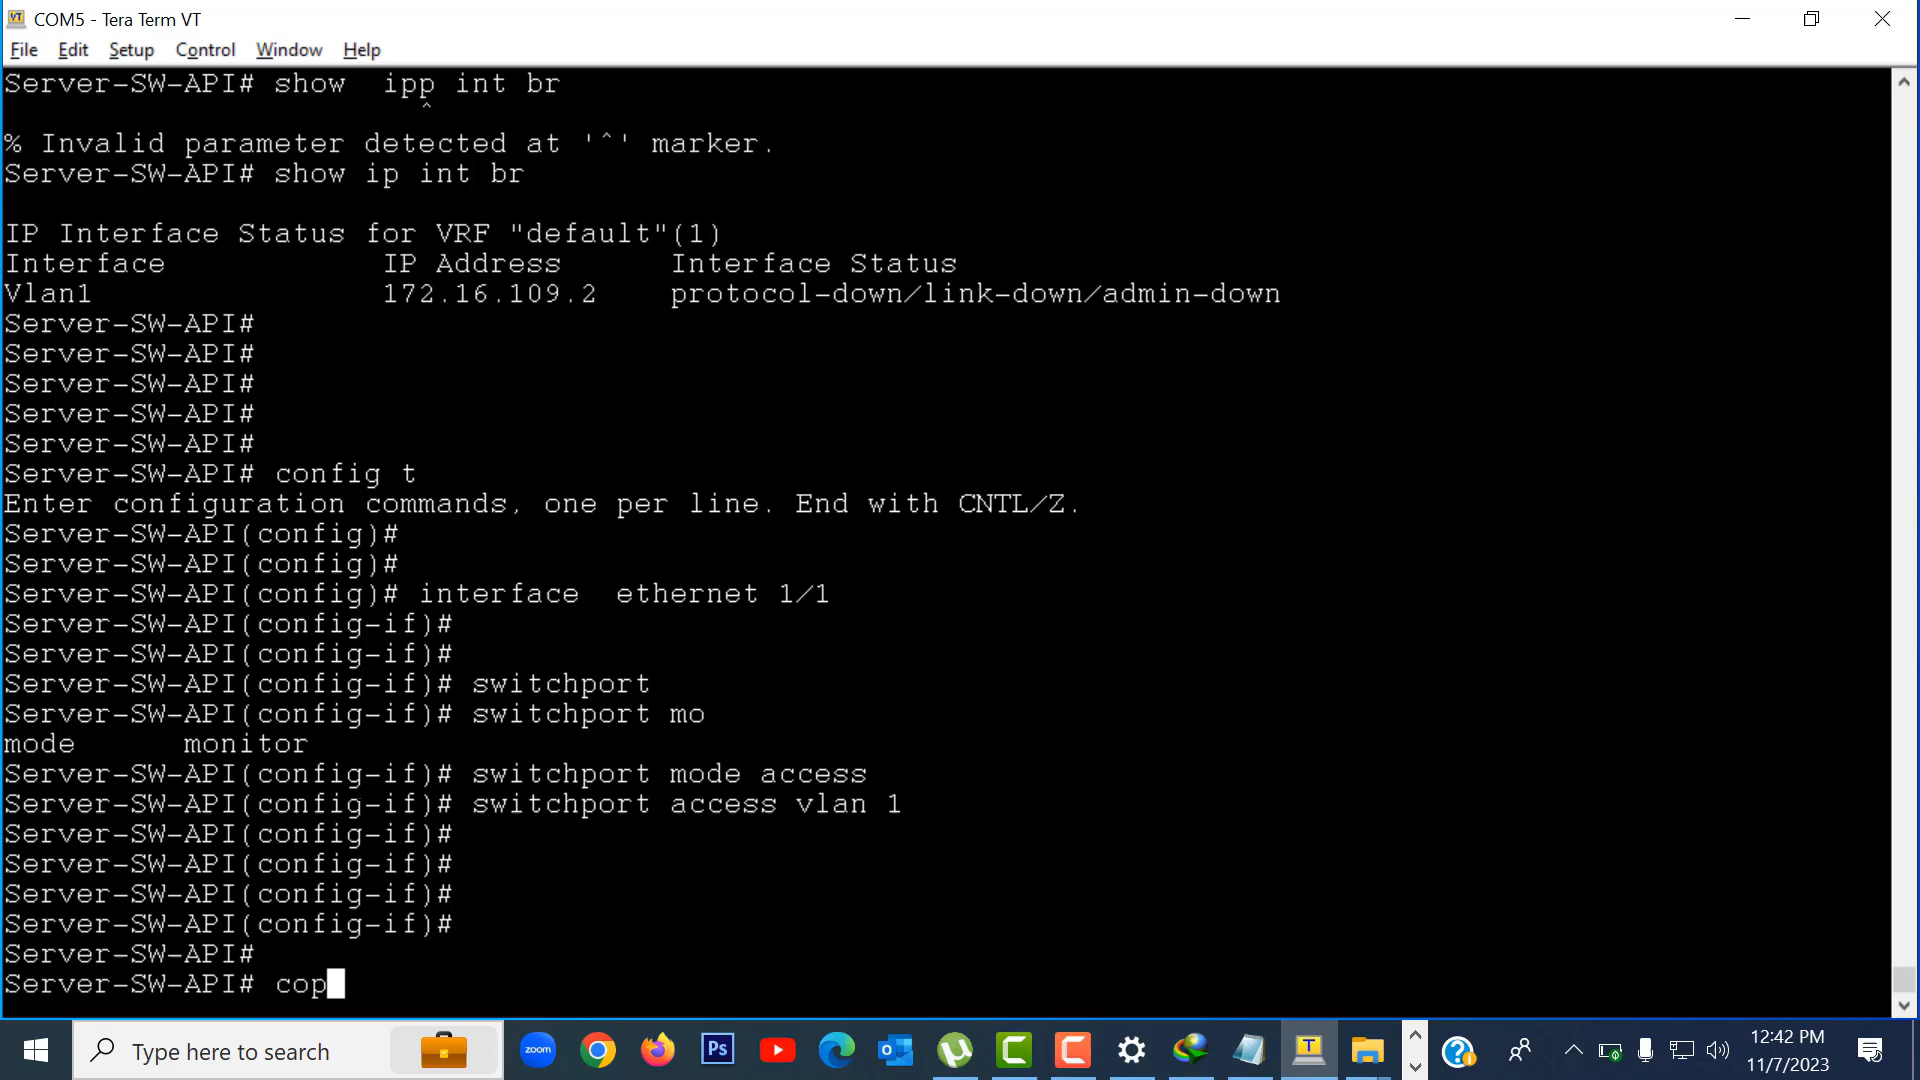 COM5 - Tera Term VT
File Edit Setup Control Window Help
Server-SW-API# show  ipp int br
^
% Invalid parameter detected at '^' marker.
Server-SW-API# show ip int br
IP Interface Status for VRF "default"(1)
Interface            IP Address      Interface Status
Vlan1                172.16.109.2    protocol-down/link-down/admin-down
Server-SW-API#
Server-SW-API#
Server-SW-API#
Server-SW-API#
Server-SW-API#
Server-SW-API# config t
Enter configuration commands, one per line. End with CNTL/Z.
Server-SW-API(config)#
Server-SW-API(config)#
Server-SW-API(config)# interface  ethernet 1/1
Server-SW-API(config-if)#
Server-SW-API(config-if)#
Server-SW-API(config-if)# switchport
Server-SW-API(config-if)# switchport mo
mode      monitor
Server-SW-API(config-if)# switchport mode access
Server-SW-API(config-if)# switchport access vlan 1
Server-SW-API(config-if)#
Server-SW-API(config-if)#
Server-SW-API(config-if)#
Server-SW-API(config-if)#
Server-SW-API#
Server-SW-API# cop
Type here to search
zoom
Ps
12:42 PM
11/7/2023